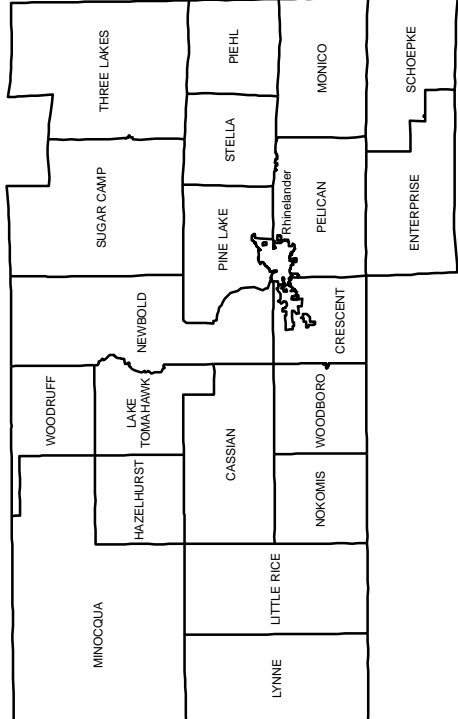 MINOCQUA
WOODRUFF
HAZELHURST
LAKE
TOMAHAWK
NEWBOLD
SUGAR CAMP
THREE LAKES
LYNNE
LITTLE RICE
CASSIAN
PINE LAKE
STELLA
PIEHL
NOKOMIS
WOODBORO
CRESCENT
Rhinelander
PELICAN
MONICO
ENTERPRISE
SCHOEPKE